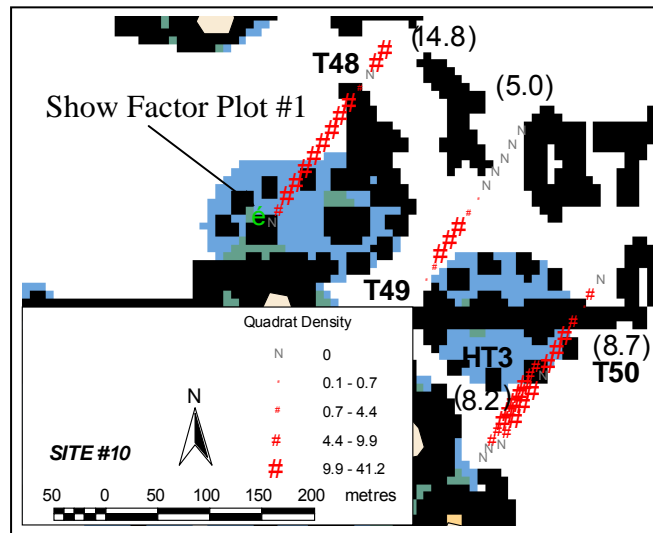 (14.8)
T48
(5.0)
Show Factor Plot #1
é
T49
HT3
(8.7)
T50
(8.2)
Quadrat Density
N 0
0.1 - 0.7
# 0.7 - 4.4
# 4.4 - 9.9
# 9.9 - 41.2
N
SITE #10
50 0 50 100 150 200 metres